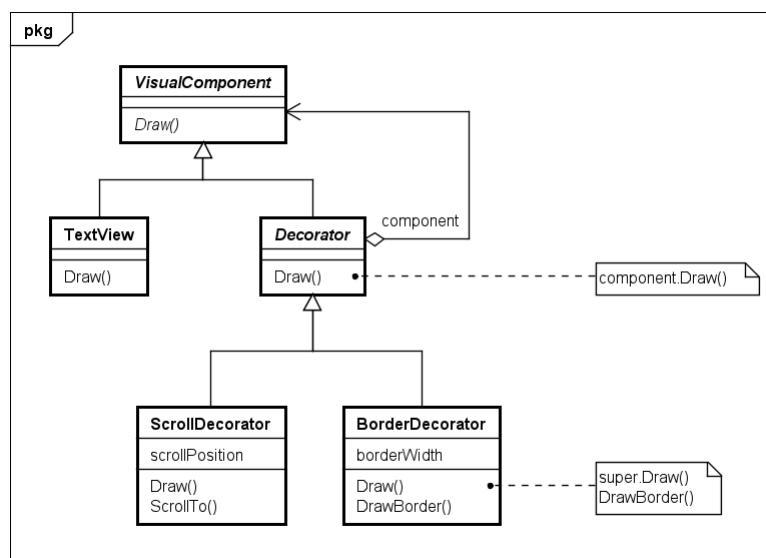 pkg
VisualComponent
Draw()
component
TextView
Draw()
Decorator
Draw()
component.Draw()
ScrollDecorator
scrollPosition
Draw()
ScrollTo()
BorderDecorator
borderWidth
Draw()
DrawBorder()
super.Draw()
DrawBorder()